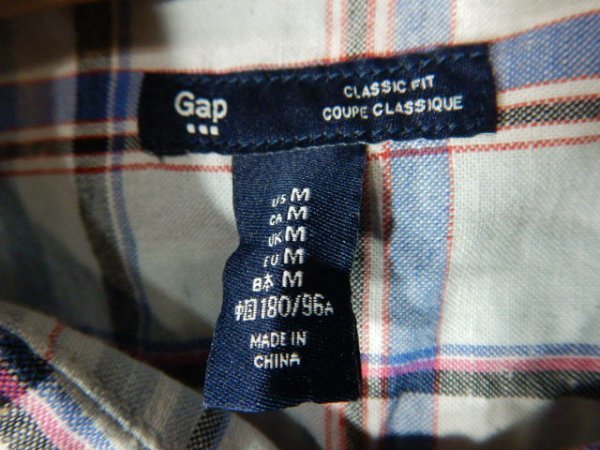 Gap
CLASSIC FIT
COUPE CLASSIQUE
US M
CA M
UK M
EU M
日本 M
中国 180/96A
MADE IN
CHINA